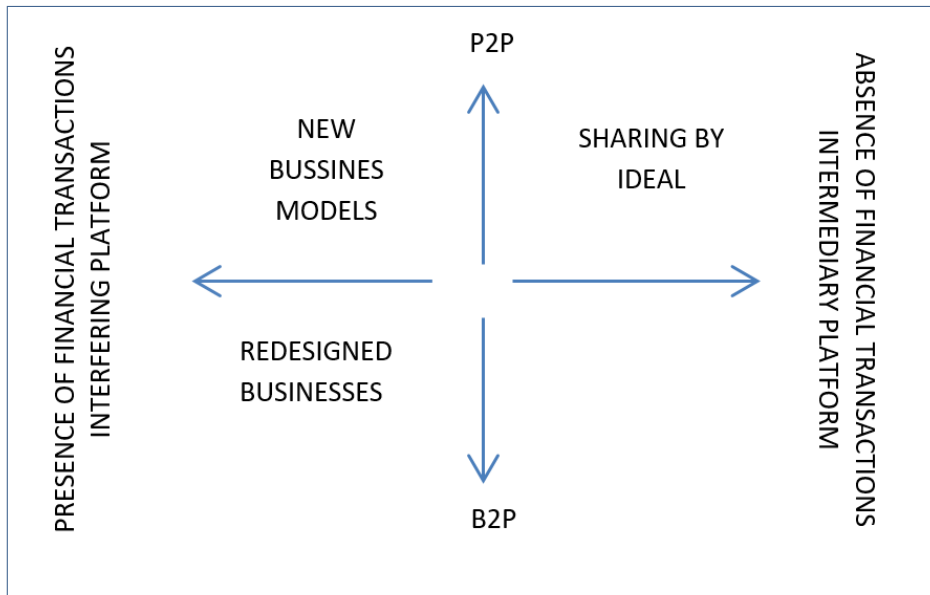 P2P
PRESENCE OF FINANCIAL TRANSACTIONS
INTERFERING PLATFORM
NEW
BUSSINES
MODELS
SHARING BY
IDEAL
ABSENCE OF FINANCIAL TRANSACTIONS
INTERMEDIARY PLATFORM
REDESIGNED
BUSINESSES
B2P